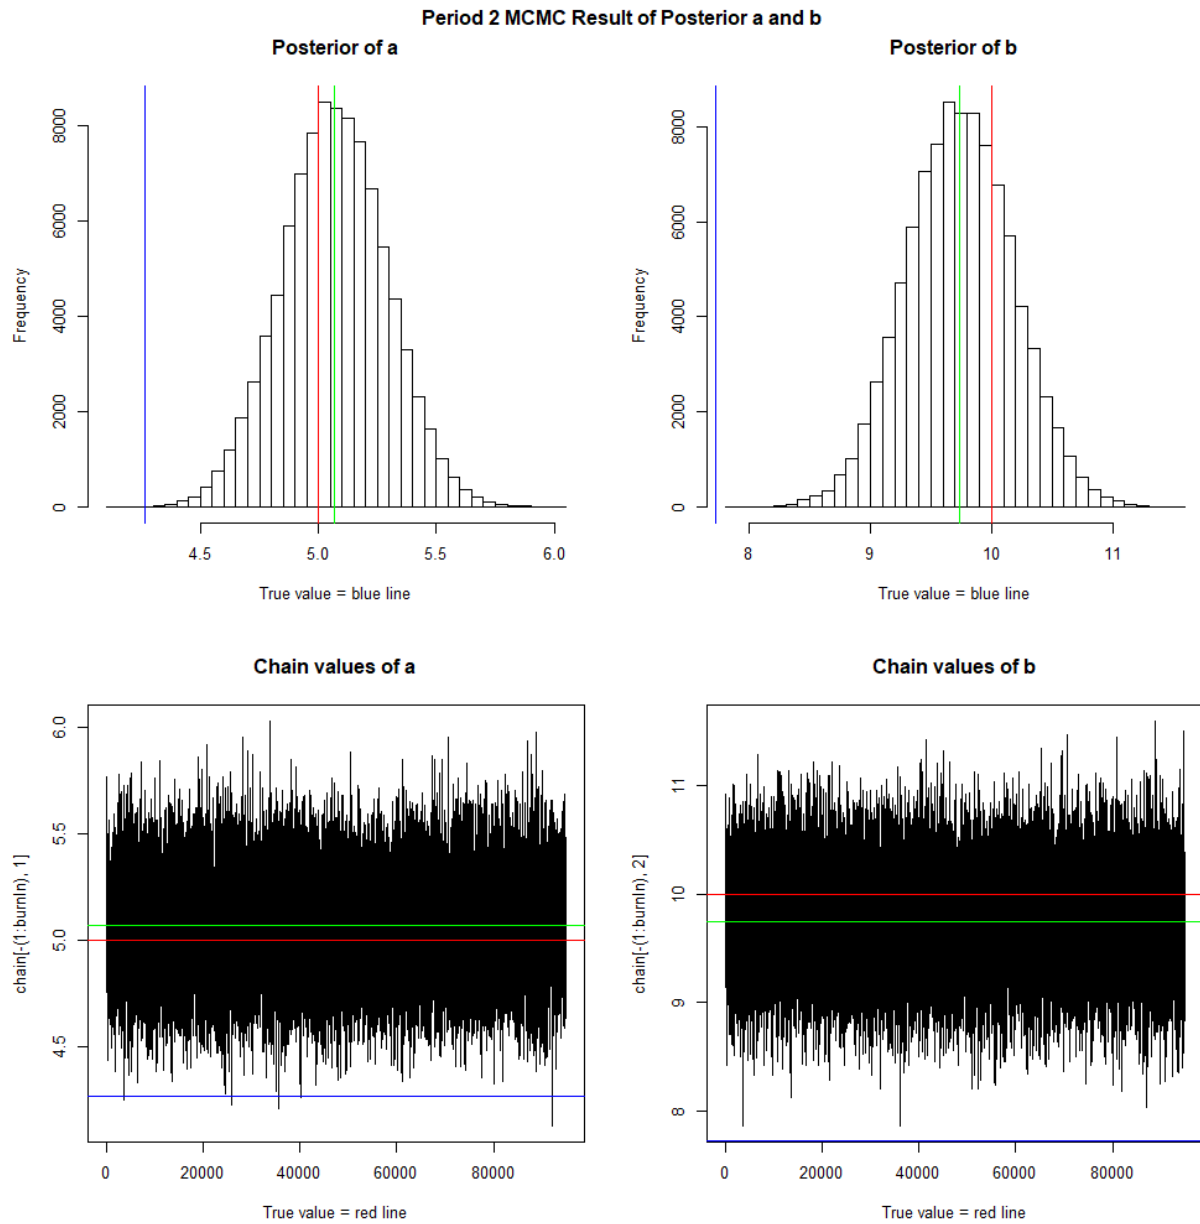 Period 2 MCMC Result of Posterior a and b
Posterior of a
Frequency
0 2000 4000 6000 8000
4.5 5.0 5.5 6.0
True value = blue line
Posterior of b
Frequency
0 2000 4000 6000 8000
8 9 10 11
True value = blue line
Chain values of a
chain[-(1:burnIn), 1]
4.5 5.0 5.5 6.0
0 20000 40000 60000 80000
True value = red line
Chain values of b
chain[-(1:burnIn), 2]
8 9 10 11
0 20000 40000 60000 80000
True value = red line